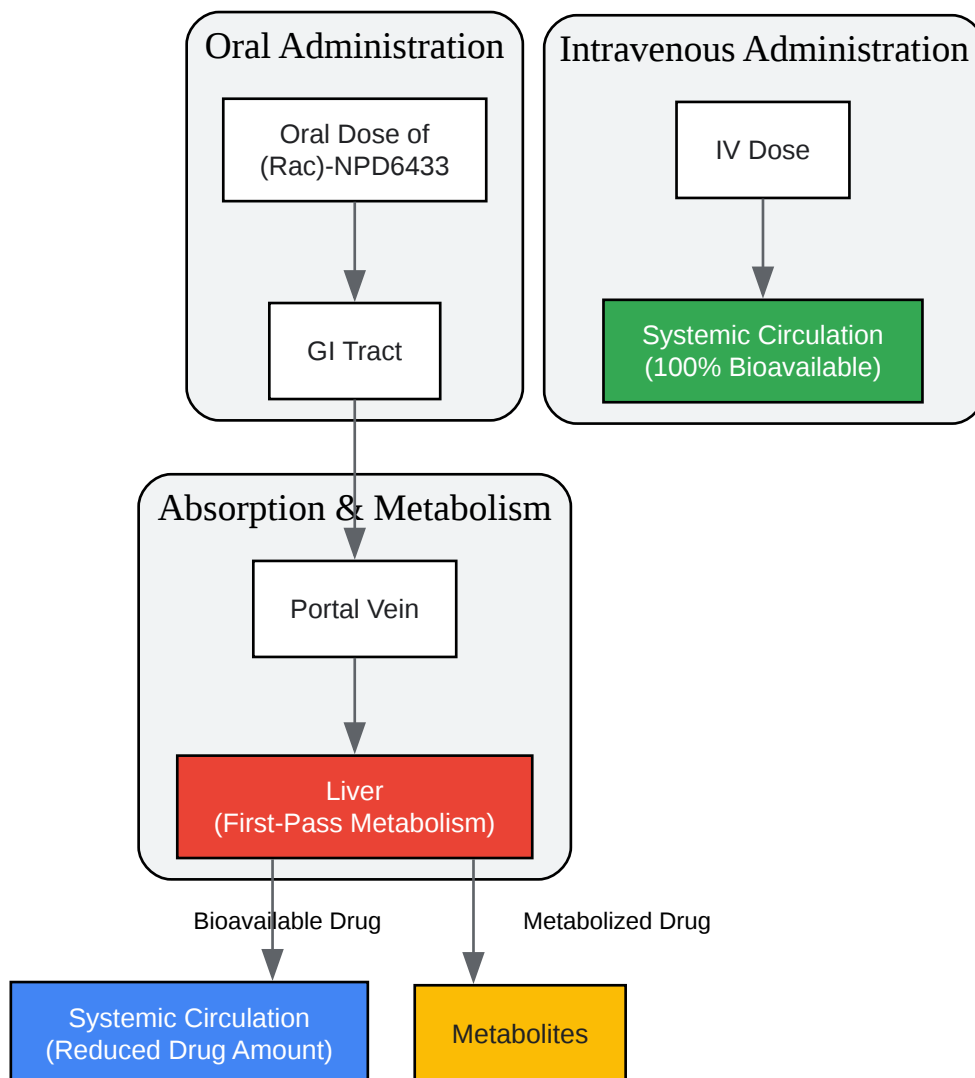 Oral Administration
Oral Dose of
(Rac)-NPD6433
GI Tract
Intravenous Administration
IV Dose
Systemic Circulation
(100% Bioavailable)
Absorption & Metabolism
Portal Vein
Liver
(First-Pass Metabolism)
Bioavailable Drug
Metabolized Drug
Systemic Circulation
(Reduced Drug Amount)
Metabolites